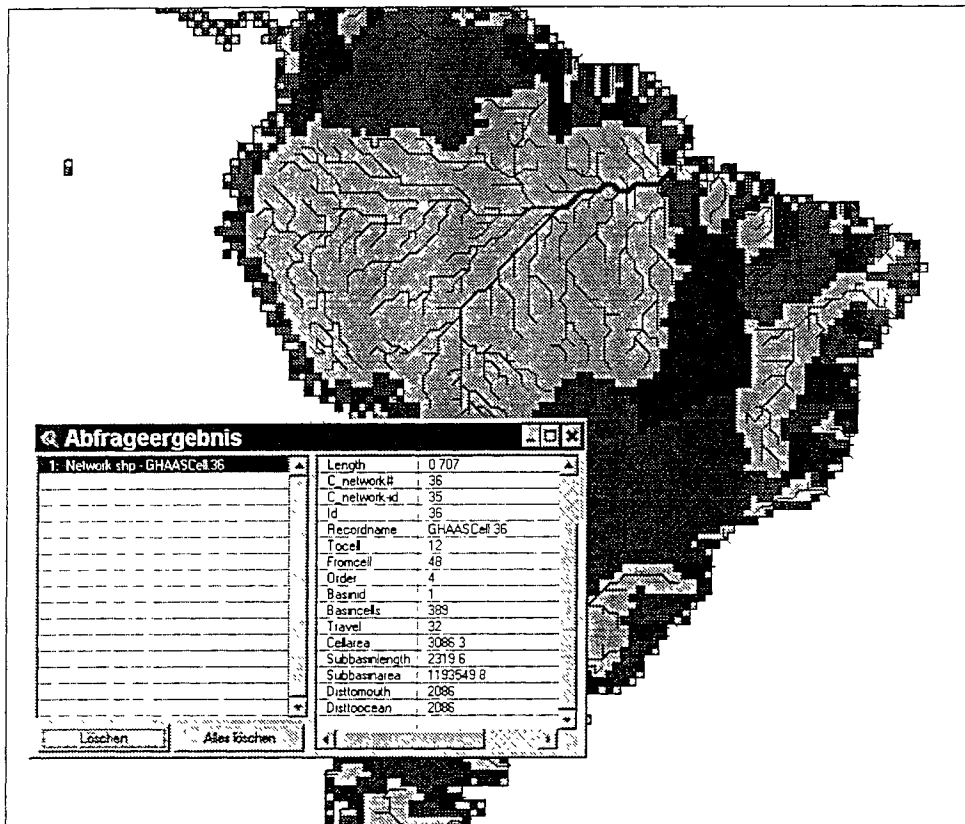 Abfrageergebnis
1: Network shp - GHAASCell 36
Length 0 707
C_network# 36
C_network-id 35
Id 36
Recordname GHAASCell 36
Tocell 12
Fromcell 48
Order 4
Basinid 1
Basincells 389
Travel 32
Cellarea 3086 3
Subbasinlength 2319 6
Subbasinarea 1193549 8
Disttomouth 2086
Disttoocean 2086
Löschen Alles löschen